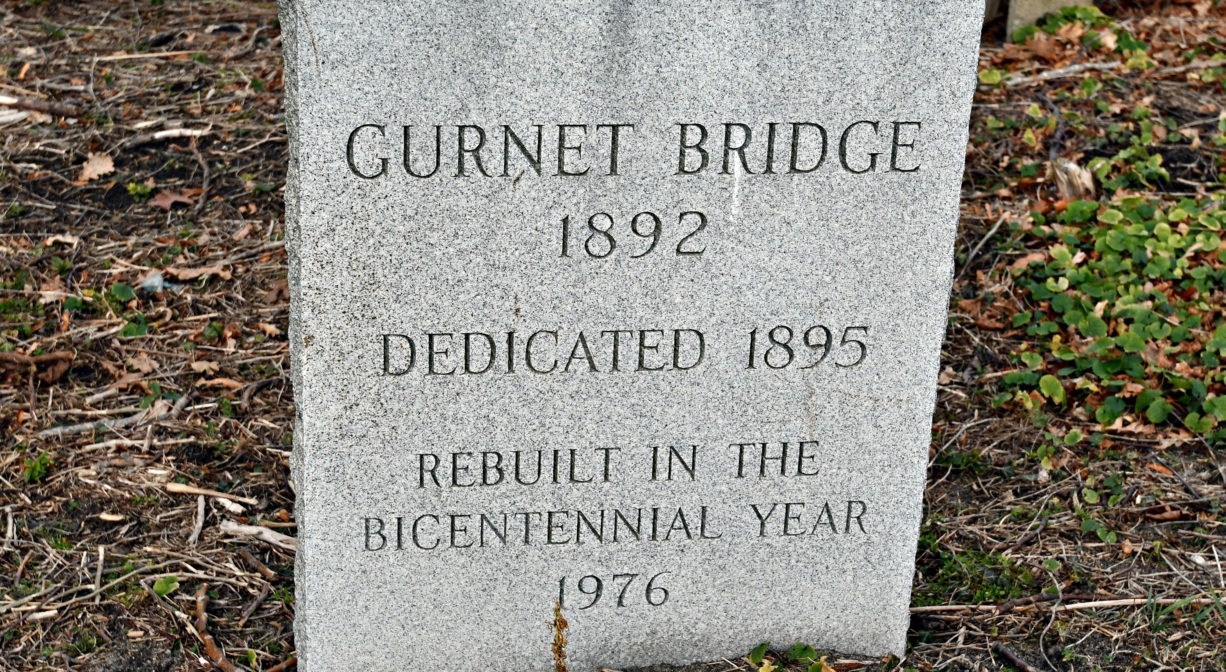 GURNET BRIDGE
1892
DEDICATED 1895
REBUILT IN THE
BICENTENNIAL YEAR
1976